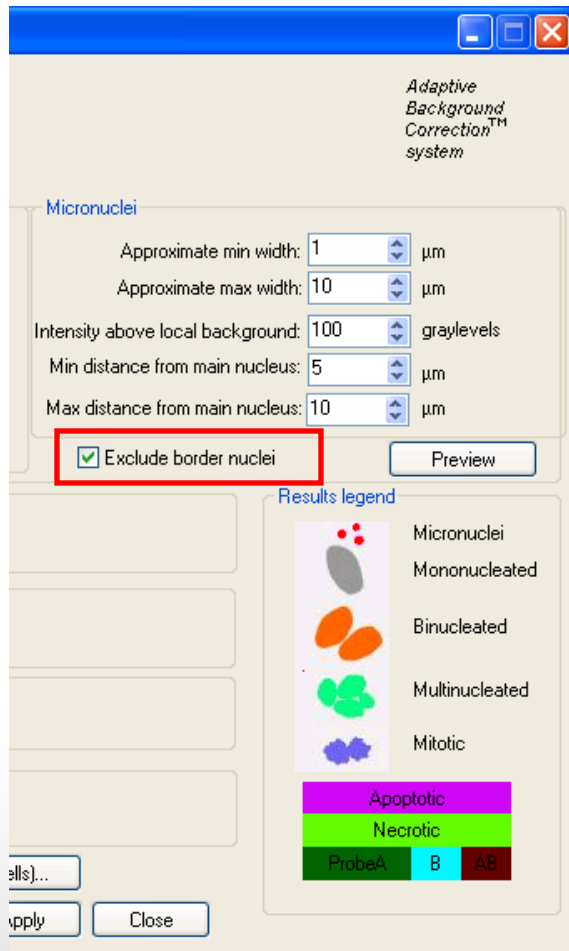 Adaptive
Background
Correction™
system
Micronuclei
Approximate min width: 1 µm
Approximate max width: 10 µm
Intensity above local background: 100 graylevels
Min distance from main nucleus: 5 µm
Max distance from main nucleus: 10 µm
Exclude border nuclei Preview
Results legend
Micronuclei
Mononucleated
Binucleated
Multinucleated
Mitotic
Apoptotic
Necrotic
ProbeA B AB
ells)...
Apply Close